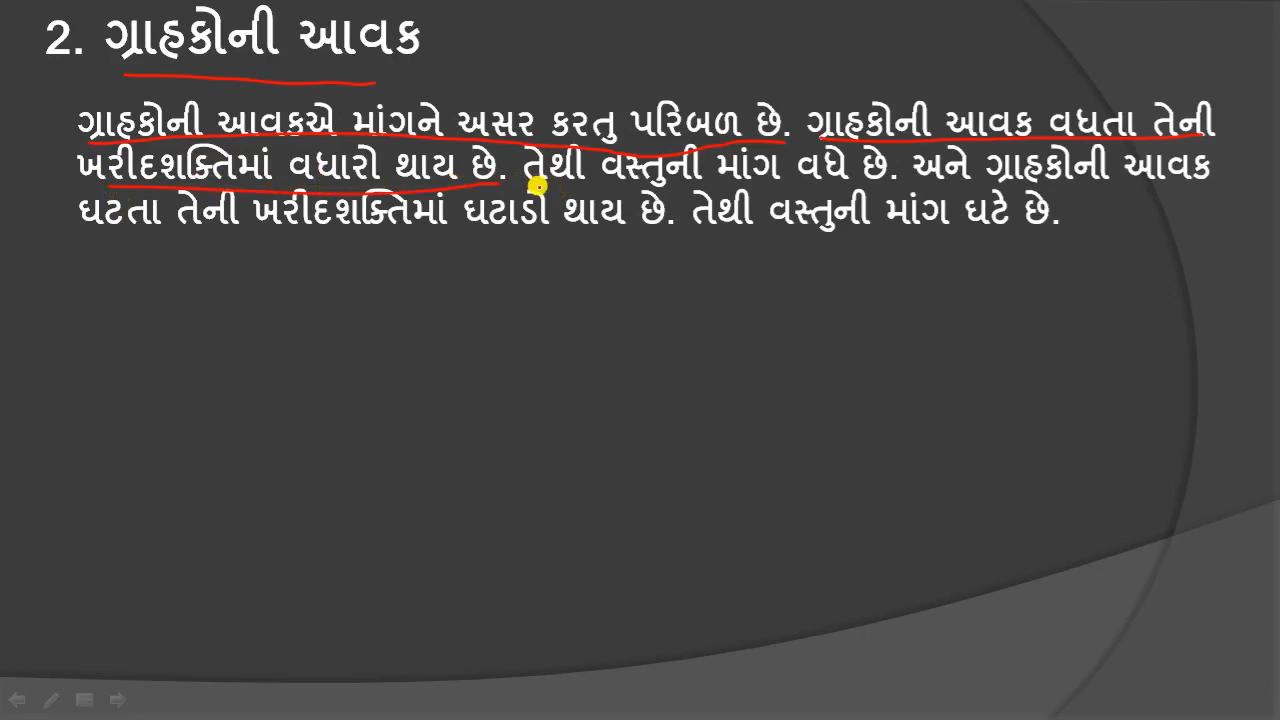 2. ગ્રાહકોની આવક
ગ્રાહકોની આવકએ માંગને અસર કરતુ પરિબળ છે. ગ્રાહકોની આવક વધતા તેની
ખરીદશક્તિમાં વધારો થાય છે. તેથી વસ્તુની માંગ વધે છે. અને ગ્રાહકોની આવક
ઘટતા તેની ખરીદશક્તિમાં ઘટાડો થાય છે. તેથી વસ્તુની માંગ ઘટે છે.